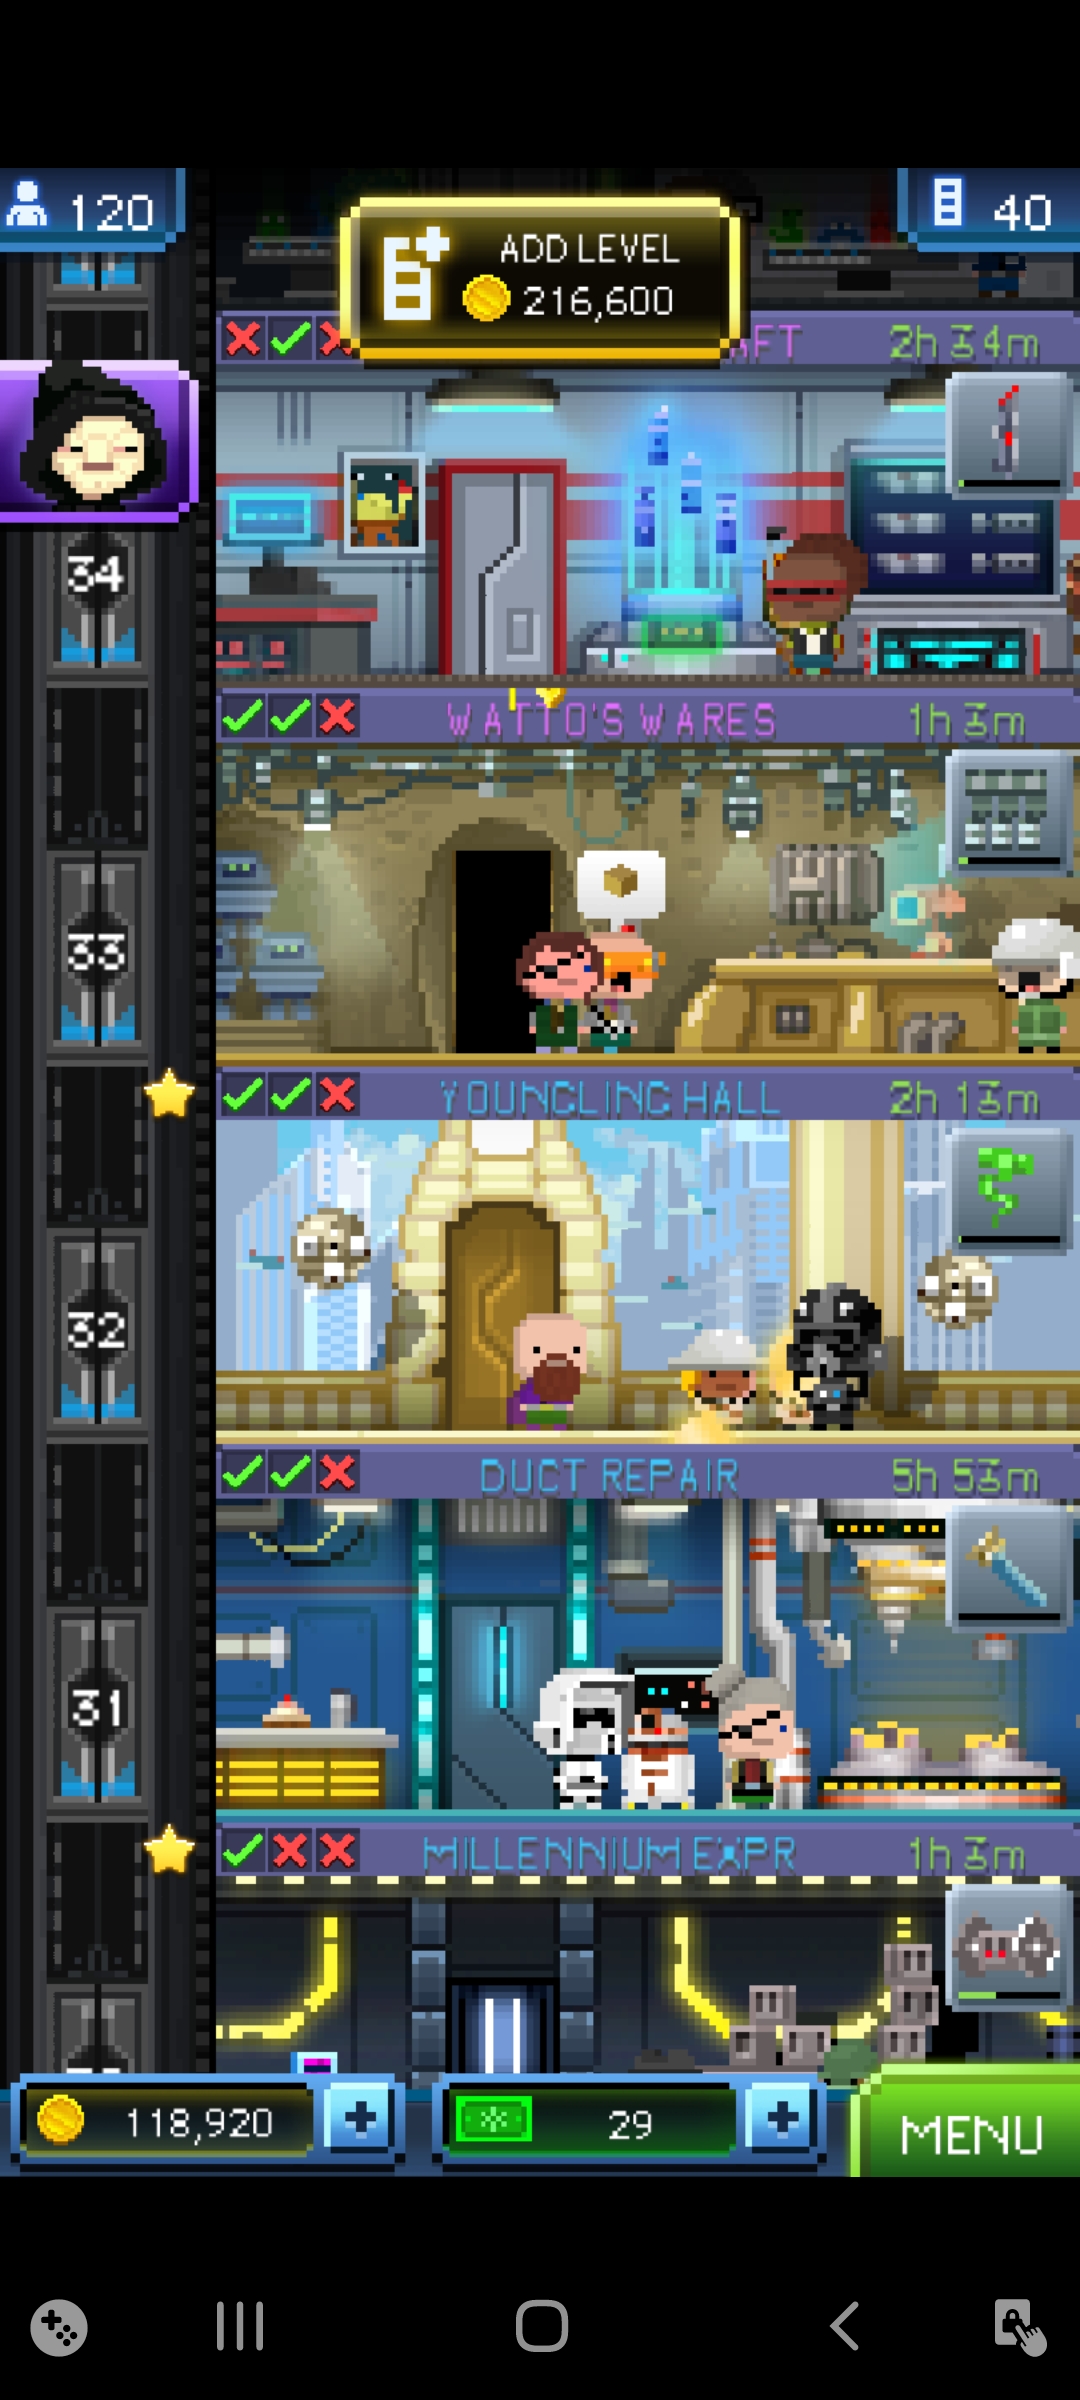 120
ADD LEVEL
216,600
40
2h 34m
34
WATTO'S WARES
1h 3m
33
YOUNGLING HALL
2h 13m
32
DUCT REPAIR
5h 53m
31
MILLENNIUM EXPR
1h 3m
118,920
29
MENU